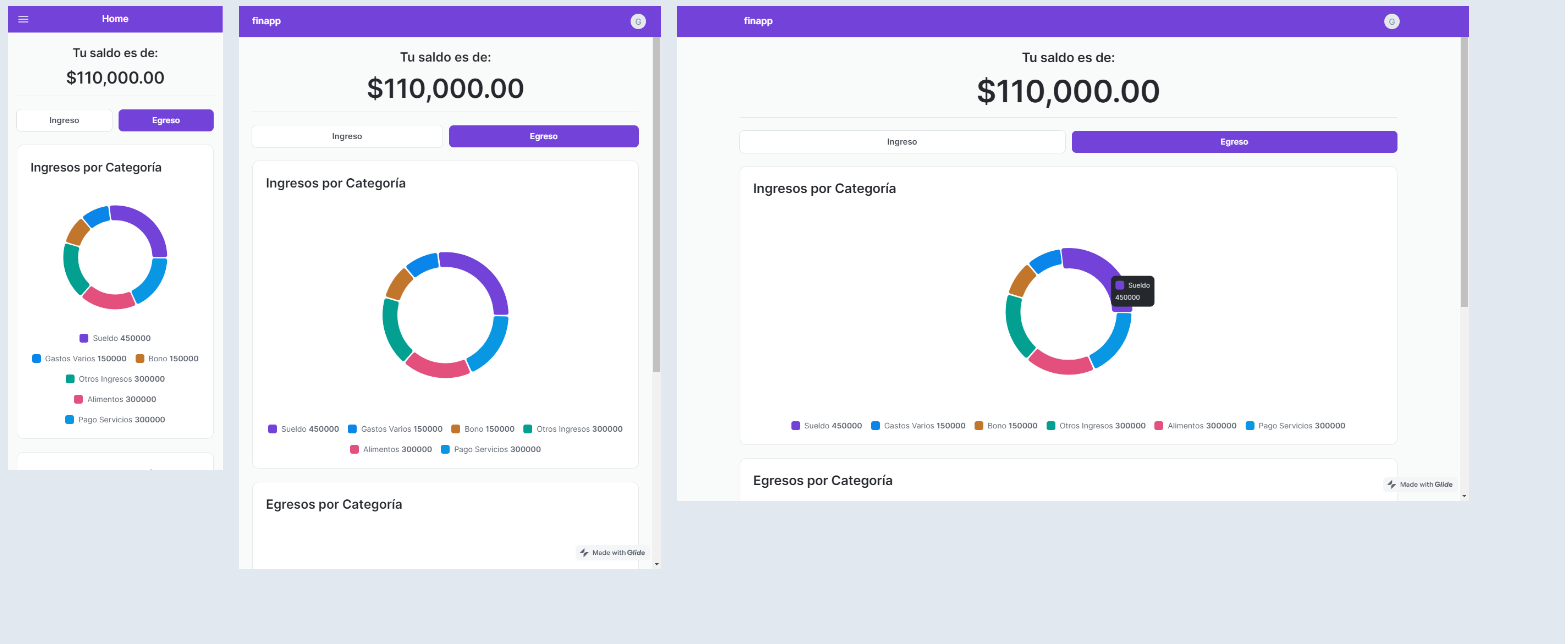 Home
Tu saldo es de:
$110,000.00
Ingreso Egreso
Ingresos por Categoría
Sueldo 450000
Gastos Varios 150000 Bono 150000
Otros Ingresos 300000
Alimentos 300000
Pago Servicios 300000
finapp G
Tu saldo es de:
$110,000.00
Ingreso Egreso
Ingresos por Categoría
Sueldo 450000 Gastos Varios 150000 Bono 150000 Otros Ingresos 300000
Alimentos 300000 Pago Servicios 300000
Egresos por Categoría
Made with Glide
finapp G
Tu saldo es de:
$110,000.00
Ingreso Egreso
Ingresos por Categoría
Sueldo
450000
Sueldo 450000 Gastos Varios 150000 Bono 150000 Otros Ingresos 300000 Alimentos 300000 Pago Servicios 300000
Egresos por Categoría
Made with Glide